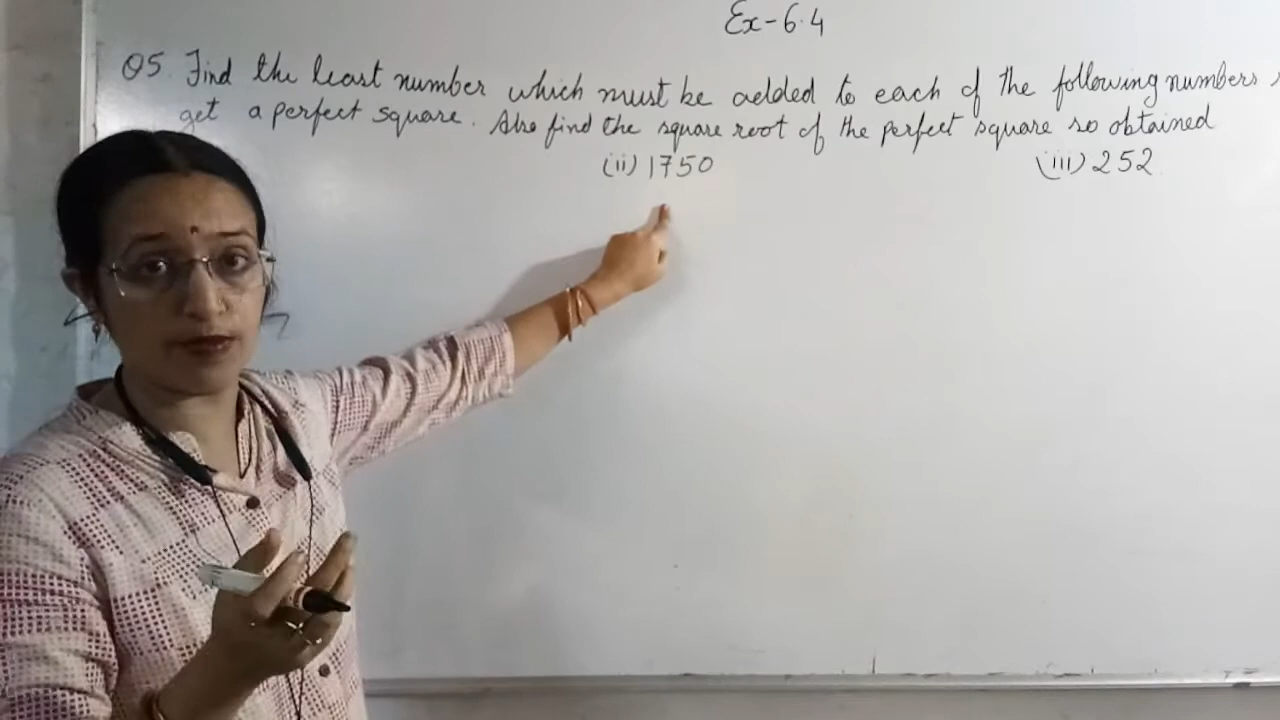 Ex-6.4
Q5. Find the least number which must be added to each of the following numbers
get a perfect square. Also find the square root of the perfect square so obtained
(ii) 1750 (iii) 252